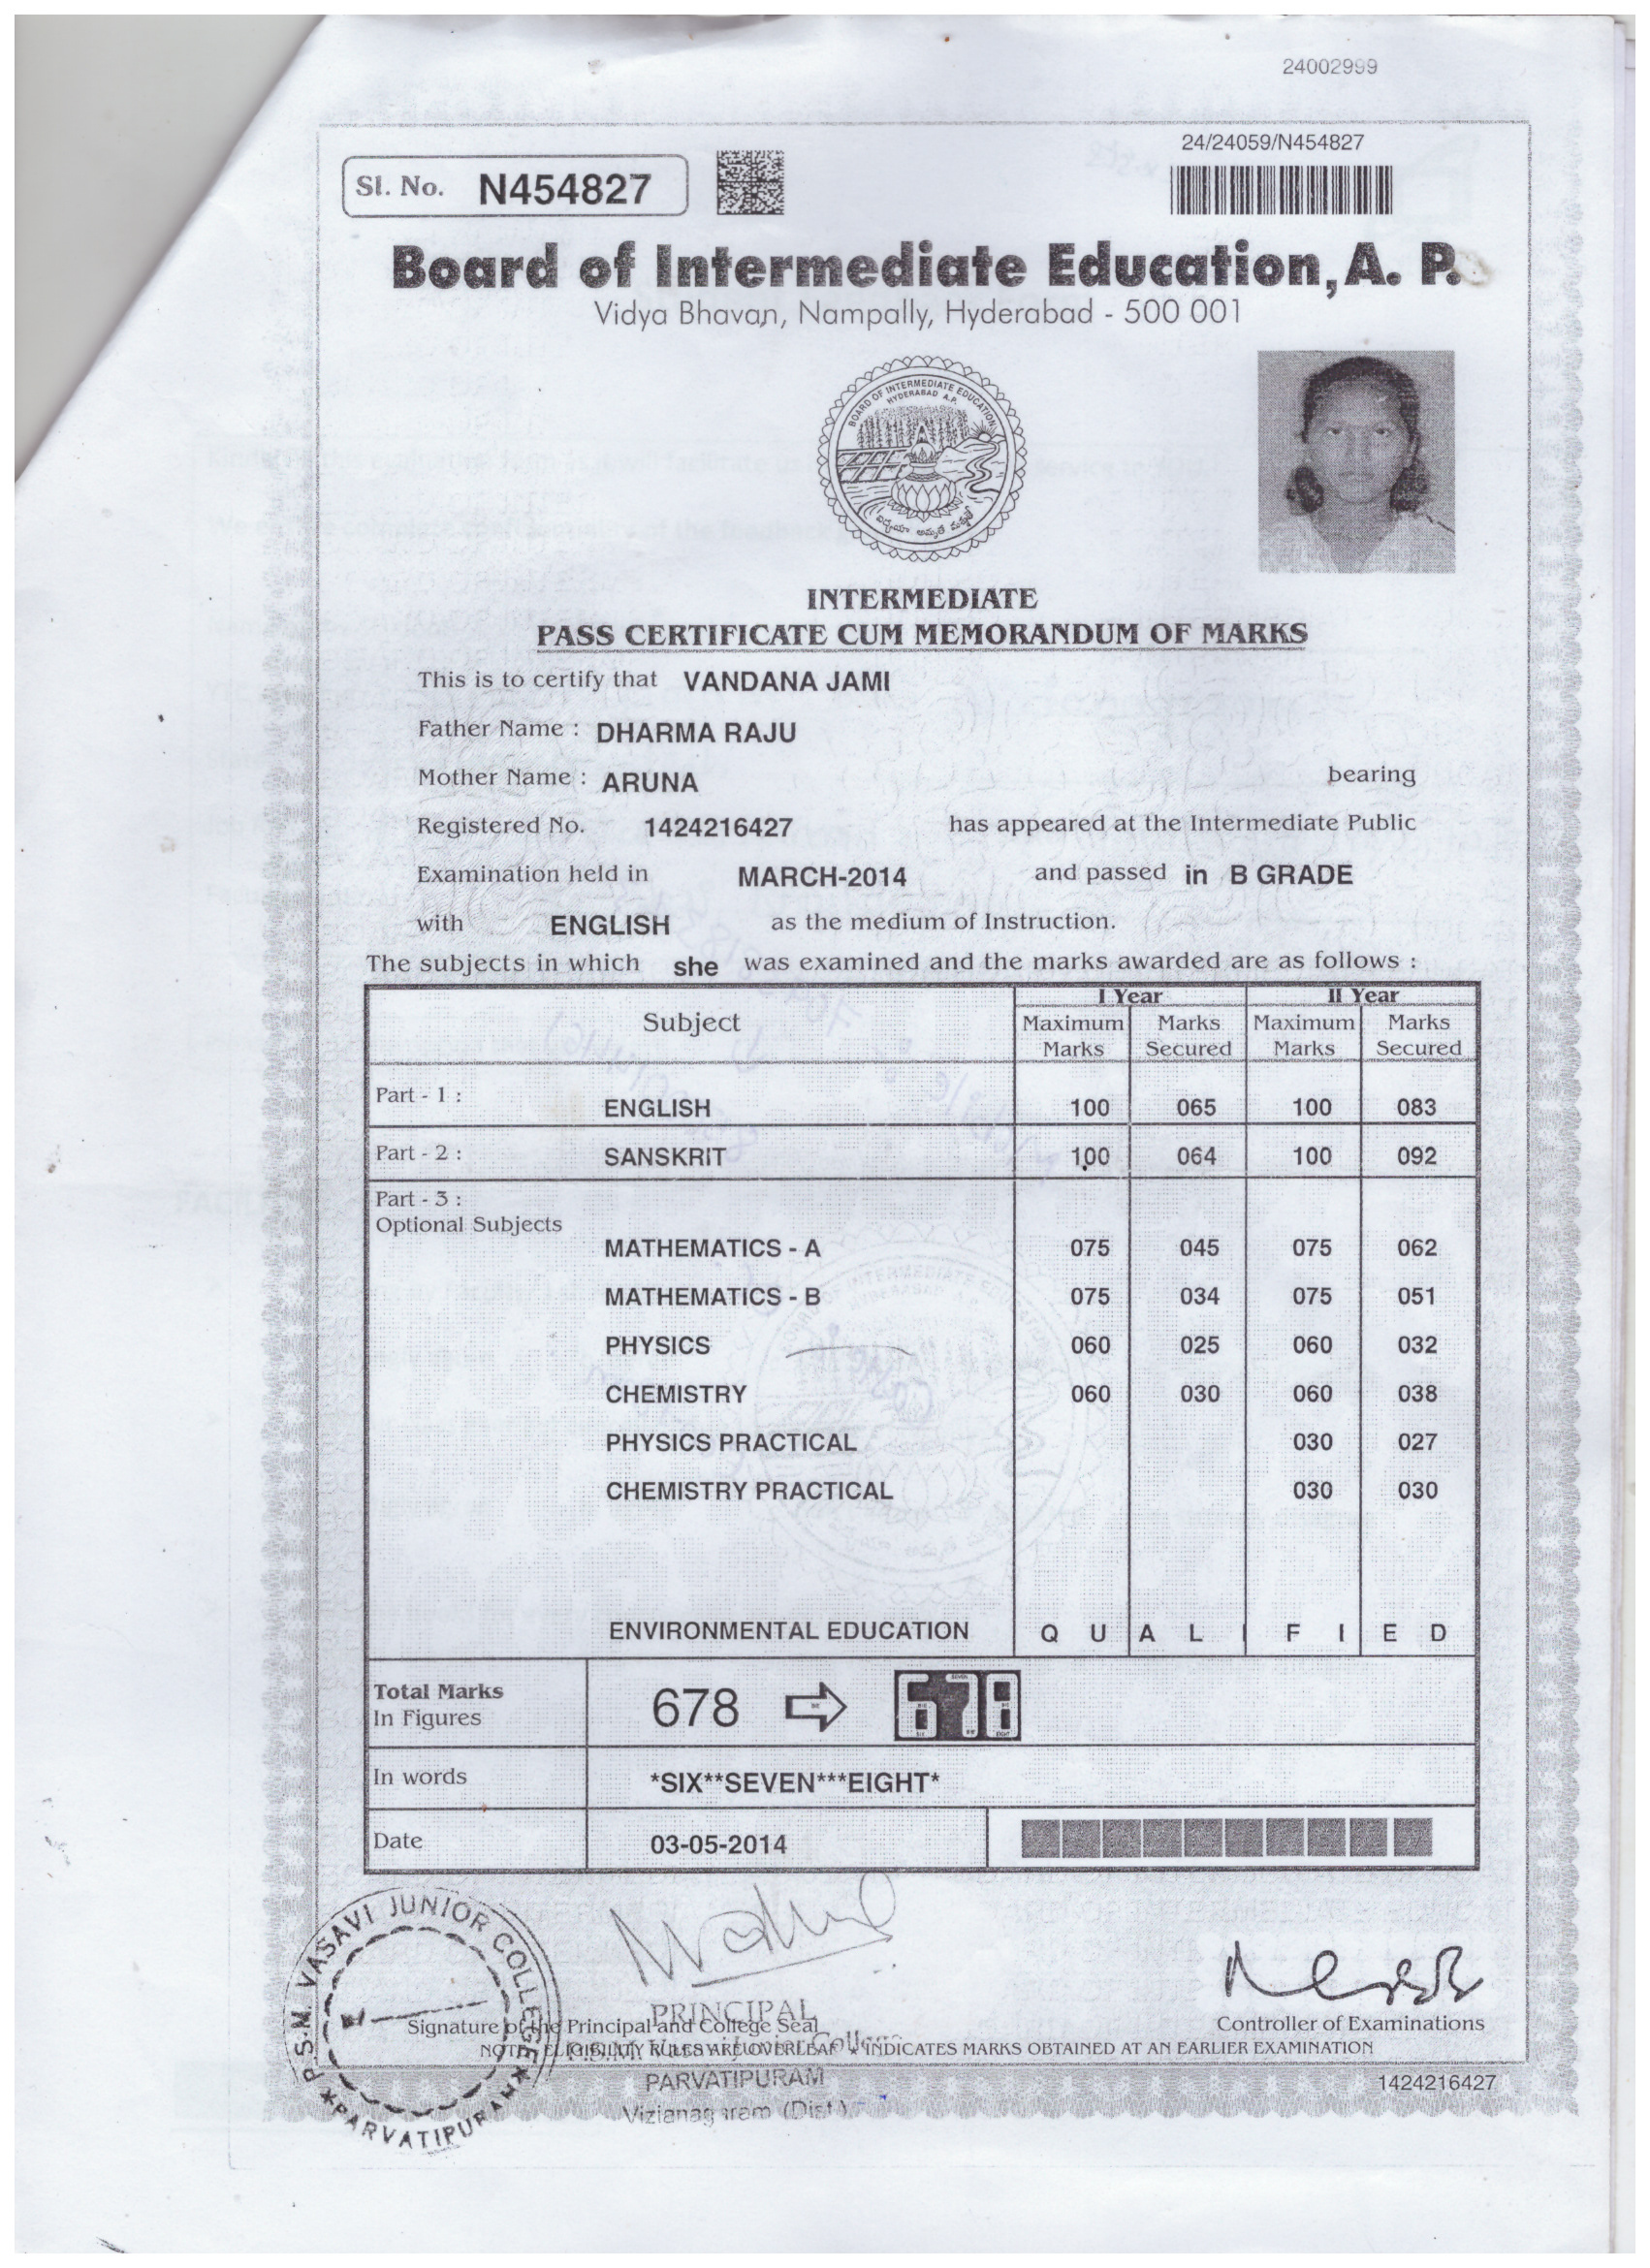 24002999
24/24059/N454827
Sl. No. N454827
Board of Intermediate Education, A. P.
Vidya Bhavan, Nampally, Hyderabad - 500 001
BOARD OF INTERMEDIATE EDUCATION
HYDERABAD A.P.
INTERMEDIATE
PASS CERTIFICATE CUM MEMORANDUM OF MARKS
This is to certify that VANDANA JAMI
Father Name : DHARMA RAJU
Mother Name : ARUNA bearing
Registered No. 1424216427 has appeared at the Intermediate Public
Examination held in MARCH-2014 and passed in B GRADE
with ENGLISH as the medium of Instruction.
The subjects in which she was examined and the marks awarded are as follows :
I Year II Year
Subject Maximum Marks Maximum Marks
Marks Secured Marks Secured
Part - 1 :
ENGLISH 100 065 100 083
Part - 2 :
SANSKRIT 100 064 100 092
Part - 3 :
Optional Subjects
MATHEMATICS - A 075 045 075 062
MATHEMATICS - B 075 034 075 051
PHYSICS 060 025 060 032
CHEMISTRY 060 030 060 038
PHYSICS PRACTICAL 030 027
CHEMISTRY PRACTICAL 030 030
ENVIRONMENTAL EDUCATION Q U A L I F I E D
Total Marks
In Figures 678 678
In words *SIX**SEVEN***EIGHT*
Date 03-05-2014
P.S.M. VASAVI JUNIOR COLLEGE
PARVATIPURAM
PRINCIPAL
Signature of the Principal and College Seal
Controller of Examinations
NOTE : ELIGIBILITY RULES ARE OVERLEAF * INDICATES MARKS OBTAINED AT AN EARLIER EXAMINATION
1424216427
PARVATIPURAM
Vizianagaram (Dist.)